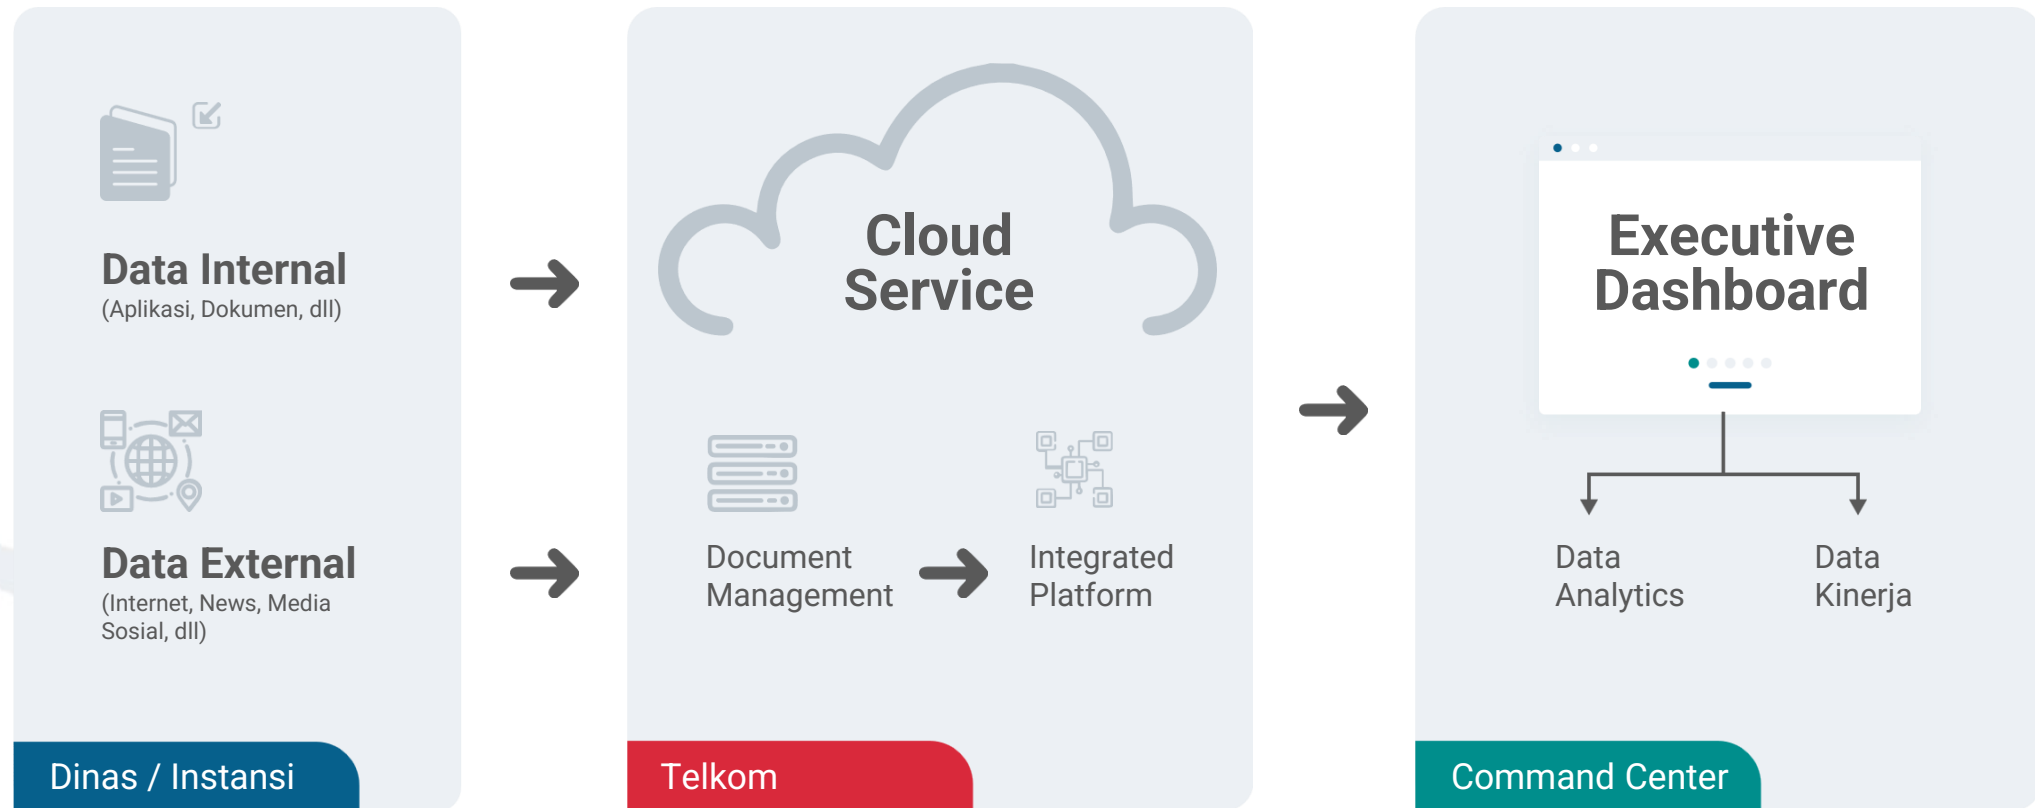 Data Internal
(Aplikasi, Dokumen, dll)
Data External
(Internet, News, Media
Sosial, dll)
Dinas / Instansi
Cloud
Service
Document
Management
Integrated
Platform
Telkom
Executive
Dashboard
Data
Analytics
Data
Kinerja
Command Center